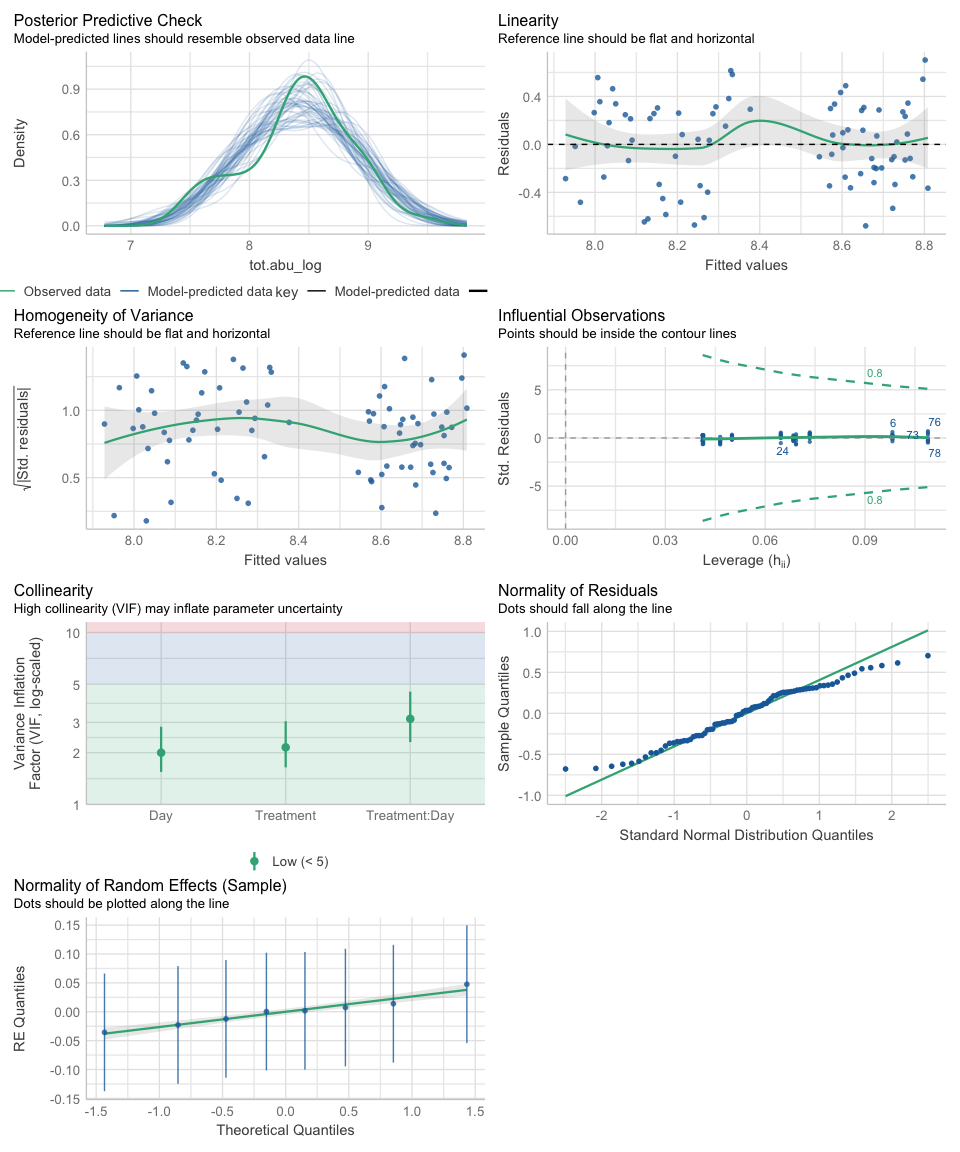 Posterior Predictive Check
Model-predicted lines should resemble observed data line
Density
0.9
0.6
0.3
0.0
7 8 9
tot.abu_log
Observed data Model-predicted data key Model-predicted data
Linearity
Reference line should be flat and horizontal
Residuals
0.4
0.0
-0.4
8.0 8.2 8.4 8.6 8.8
Fitted values
Homogeneity of Variance
Reference line should be flat and horizontal
√|Std. residuals|
1.0
0.5
8.0 8.2 8.4 8.6 8.8
Fitted values
Influential Observations
Points should be inside the contour lines
Std. Residuals
5
0
-5
0.8
6 76
73
24 78
0.8
0.00 0.03 0.06 0.09
Leverage (hii)
Collinearity
High collinearity (VIF) may inflate parameter uncertainty
Variance Inflation
Factor (VIF, log-scaled)
10
5
3
2
1
Day Treatment Treatment:Day
Low (< 5)
Normality of Residuals
Dots should fall along the line
Sample Quantiles
1.0
0.5
0.0
-0.5
-1.0
-2 -1 0 1 2
Standard Normal Distribution Quantiles
Normality of Random Effects (Sample)
Dots should be plotted along the line
RE Quantiles
0.15
0.10
0.05
0.00
-0.05
-0.10
-0.15
-1.5 -1.0 -0.5 0.0 0.5 1.0 1.5
Theoretical Quantiles